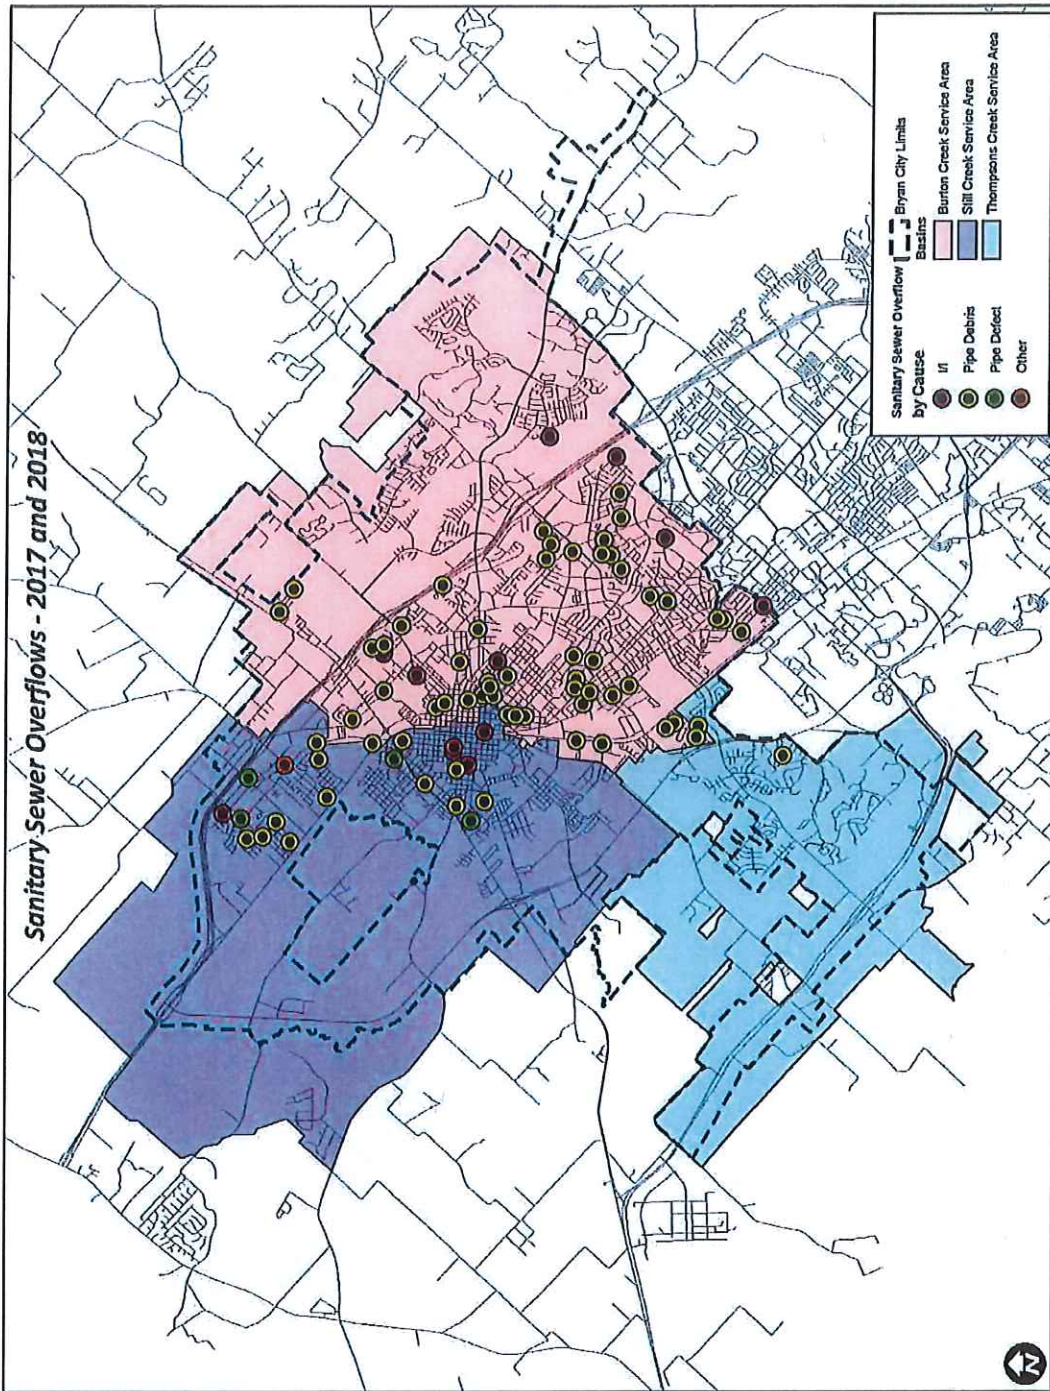 Sanitary Sewer Overflows - 2017 and 2018
Sanitary Sewer Overflow
by Cause
I/I
Pipe Debris
Pipe Defect
Other
Bryan City Limits
Basins
Burton Creek Service Area
Still Creek Service Area
Thompsons Creek Service Area
N